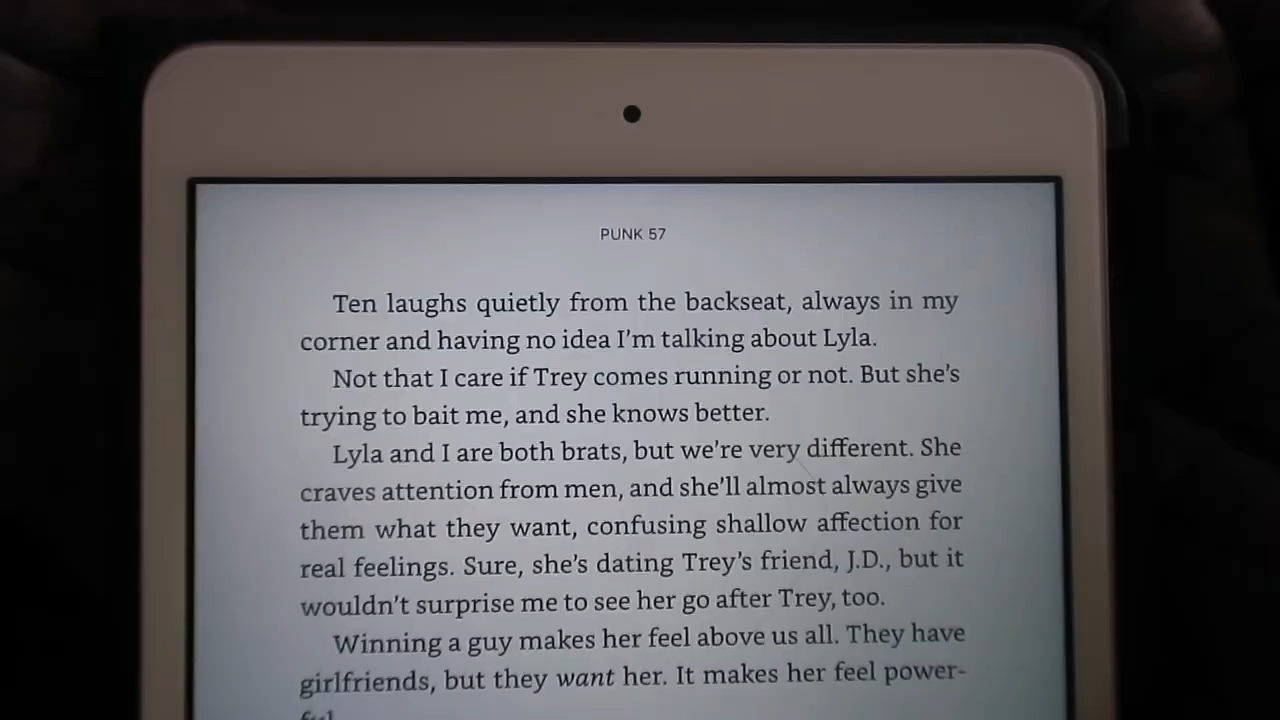 PUNK 57
Ten laughs quietly from the backseat, always in my
corner and having no idea I’m talking about Lyla.
Not that I care if Trey comes running or not. But she’s
trying to bait me, and she knows better.
Lyla and I are both brats, but we’re very different. She
craves attention from men, and she’ll almost always give
them what they want, confusing shallow affection for
real feelings. Sure, she’s dating Trey’s friend, J.D., but it
wouldn’t surprise me to see her go after Trey, too.
Winning a guy makes her feel above us all. They have
girlfriends, but they want her. It makes her feel power-